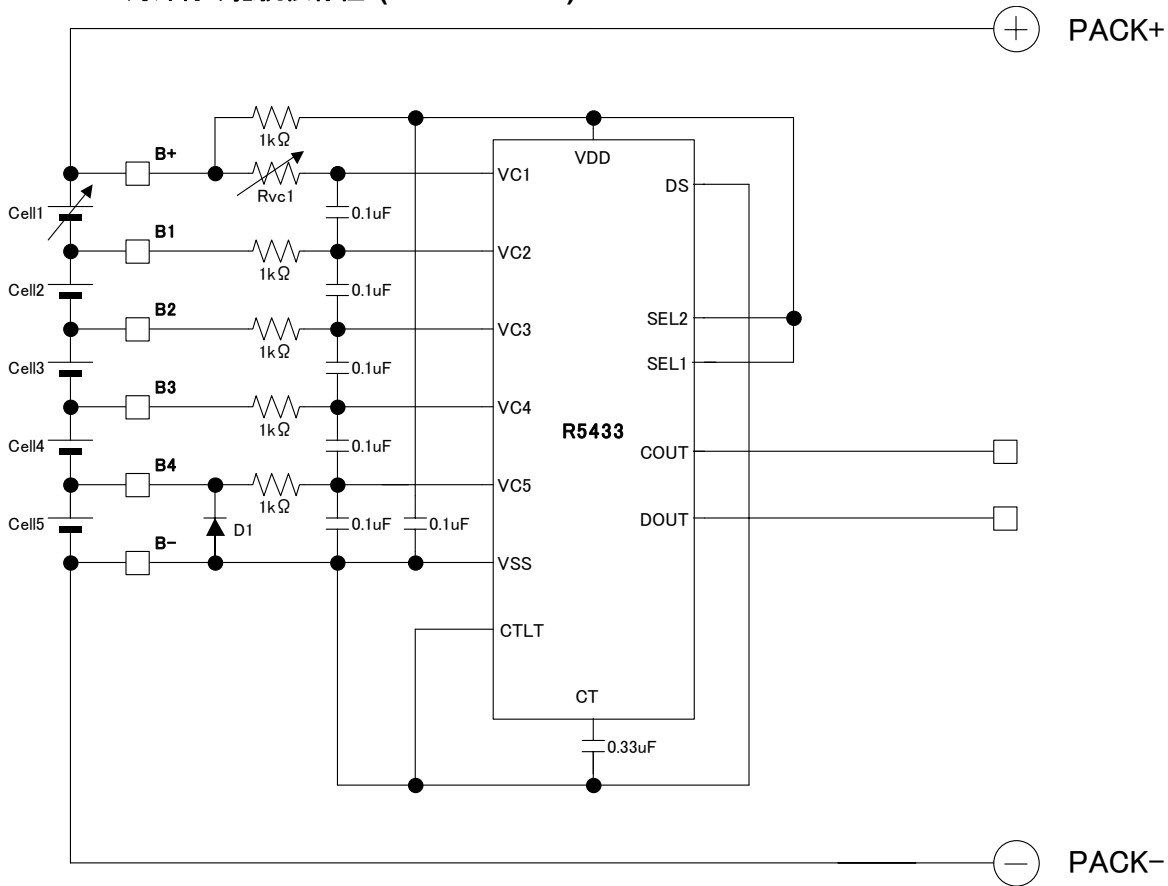 PACK+
1kΩ
VDD
B+
VC1
DS
Rvc1
Cell1
0.1uF
B1
VC2
1kΩ
Cell2
0.1uF
B2
VC3
SEL2
1kΩ
SEL1
Cell3
0.1uF
B3
VC4
1kΩ
R5433
Cell4
0.1uF
COUT
B4
VC5
1kΩ
Cell5
D1
0.1uF
0.1uF
DOUT
B-
VSS
CTLT
CT
0.33uF
PACK-